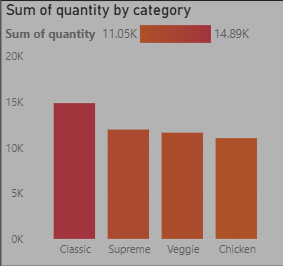 Sum of quantity by category
Sum of quantity 11.05K 14.89K
20K
15K
10K
5K
0K
Classic Supreme Veggie Chicken